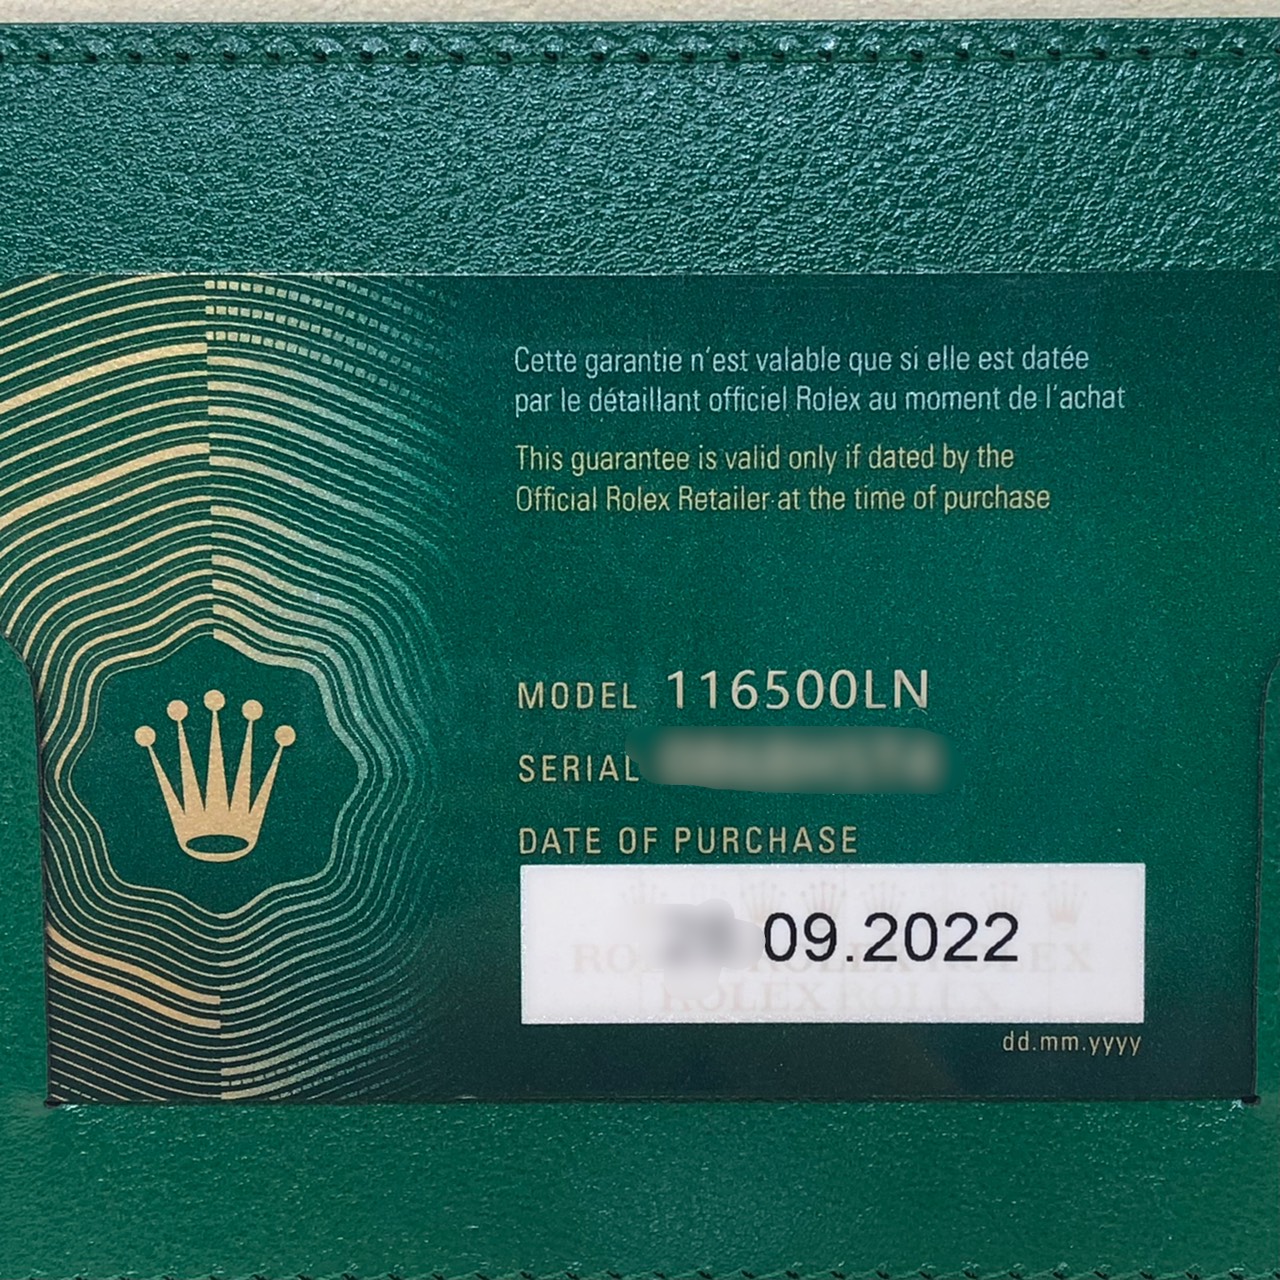 Cette garantie n'est valable que si elle est datée
par le détaillant officiel Rolex au moment de l'achat
This guarantee is valid only if dated by the
Official Rolex Retailer at the time of purchase
MODEL 116500LN
SERIAL
DATE OF PURCHASE
09.2022
ROLEX ROLEX
dd.mm.yyyy